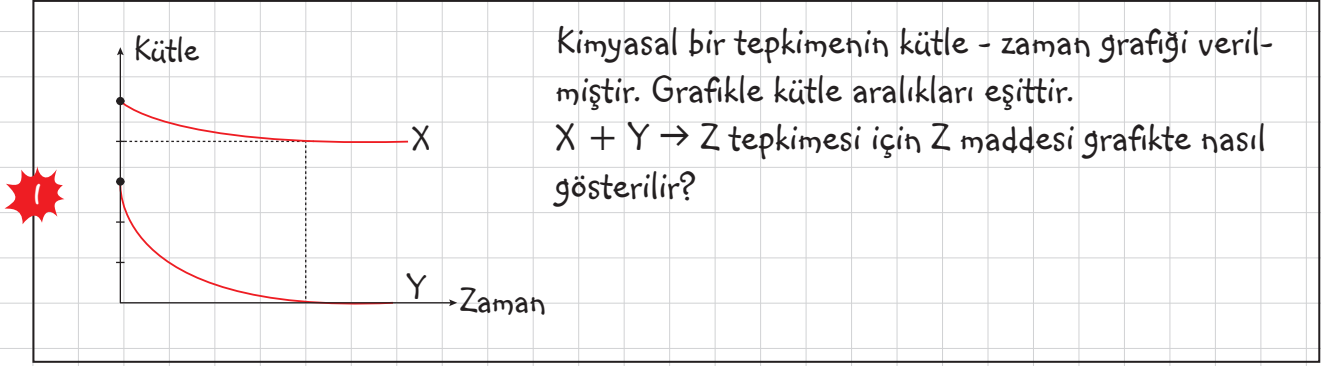 Kütle
X
Y
Zaman
1
Kimyasal bir tepkimenin kütle - zaman grafiği veril-
miştir. Grafikle kütle aralıkları eşittir.
X + Y → Z tepkimesi için Z maddesi grafikte nasıl
gösterilir?